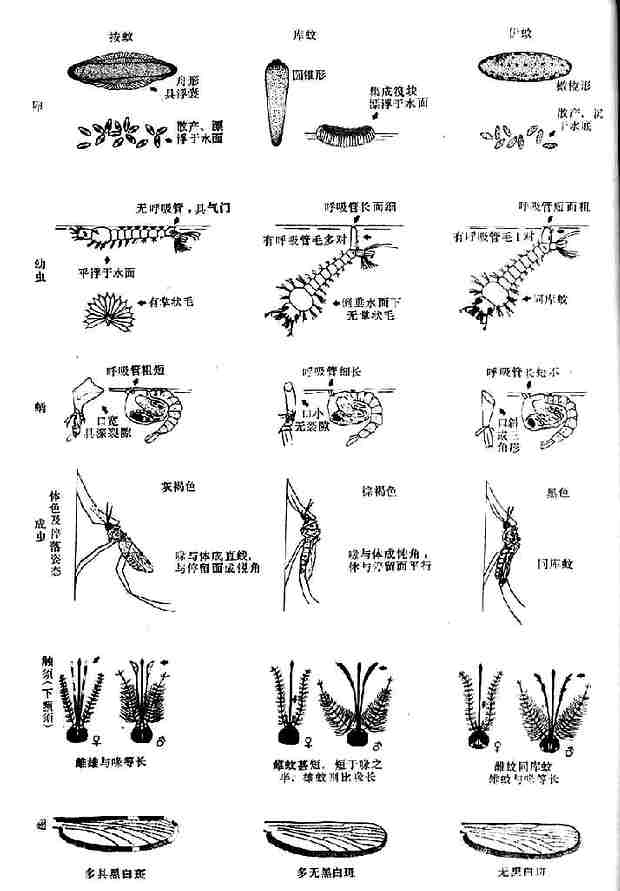 按蚊
库蚊
伊蚊
卵
舟形
具浮囊
圆锥形
集成筏块
漂浮于水面
橄榄形
散产、漂
浮于水面
散产、沉
于水底
幼
虫
无呼吸管，具气门
平浮于水面
有掌状毛
呼吸管长而细
有呼吸管毛多对
倒垂水面下
无掌状毛
呼吸管短而粗
有呼吸管毛1对
同库蚊
蛹
呼吸管粗短
口宽
具深裂隙
呼吸管细长
口小
无裂隙
呼吸管长短不
口斜
或三
角形
成虫
体色及停落姿态
灰褐色
喙与体成直线，
与停留面成锐角
棕褐色
喙与体成钝角，
体与停留面平行
黑色
同库蚊
触须（下颚须）
♀
♂
雌雄与喙等长
♀
♂
雌蚊甚短，短于喙之
半，雄蚊则比喙长
♀
♂
雌蚊同库蚊
雄蚊与喙等长
翅
多具黑白斑
多无黑白斑
无黑白斑